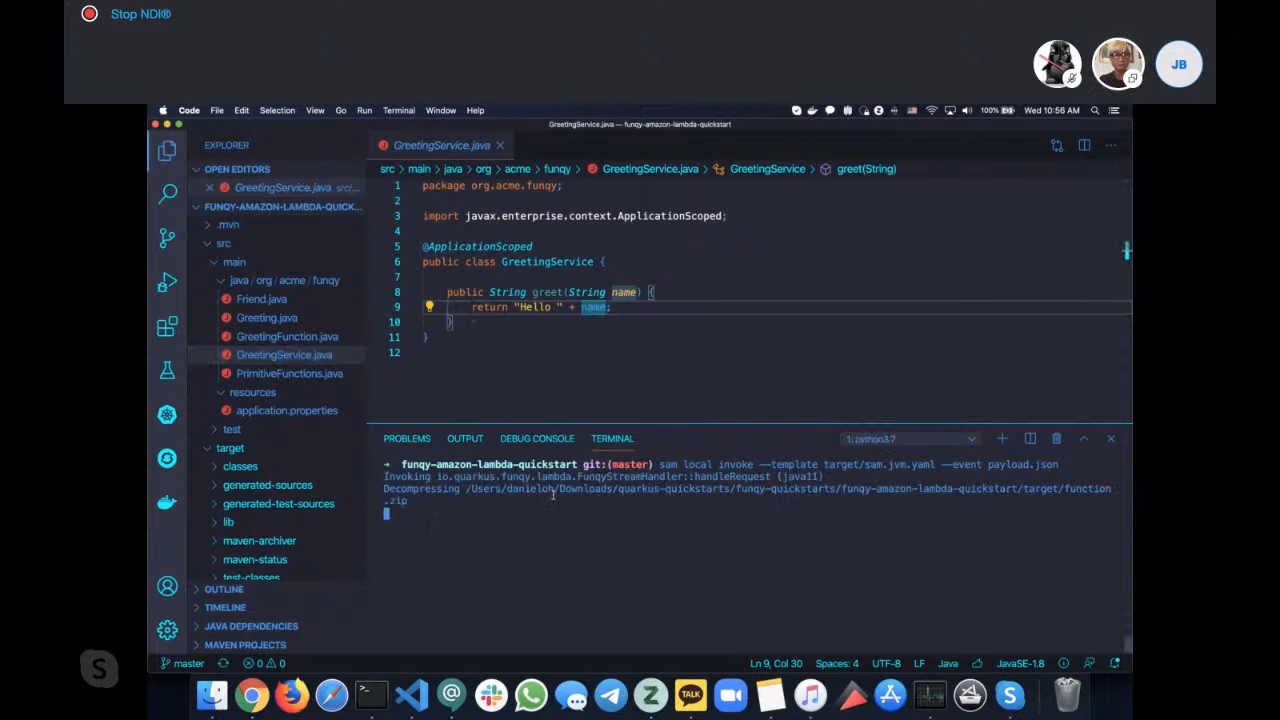 Stop NDI®
JB
Code File Edit Selection View Go Run Terminal Window Help
100% Wed 10:56 AM
GreetingService.java — funqy-amazon-lambda-quickstart
EXPLORER
OPEN EDITORS
GreetingService.java src/...
FUNQY-AMAZON-LAMBDA-QUICK...
.mvn
src
main
java / org / acme / funqy
Friend.java
Greeting.java
GreetingFunction.java
GreetingService.java
PrimitiveFunctions.java
resources
application.properties
test
target
classes
generated-sources
generated-test-sources
lib
maven-archiver
maven-status
test-classes
OUTLINE
TIMELINE
JAVA DEPENDENCIES
MAVEN PROJECTS
GreetingService.java
src > main > java > org > acme > funqy > GreetingService.java > GreetingService > greet(String)
1 package org.acme.funqy;
2
3 import javax.enterprise.context.ApplicationScoped;
4
5 @ApplicationScoped
6 public class GreetingService {
7
8 public String greet(String name) {
9 return "Hello " + name;
10 }
11 }
12
PROBLEMS OUTPUT DEBUG CONSOLE TERMINAL 1: python3.7
→ funqy-amazon-lambda-quickstart git:(master) sam local invoke --template target/sam.jvm.yaml --event payload.json
Invoking io.quarkus.funqy.lambda.FunqyStreamHandler::handleRequest (java11)
Decompressing /Users/danieloh/Downloads/quarkus-quickstarts/funqy-quickstarts/funqy-amazon-lambda-quickstart/target/function
.zip
master 0 0 Ln 9, Col 30 Spaces: 4 UTF-8 LF Java JavaSE-1.8
TALK